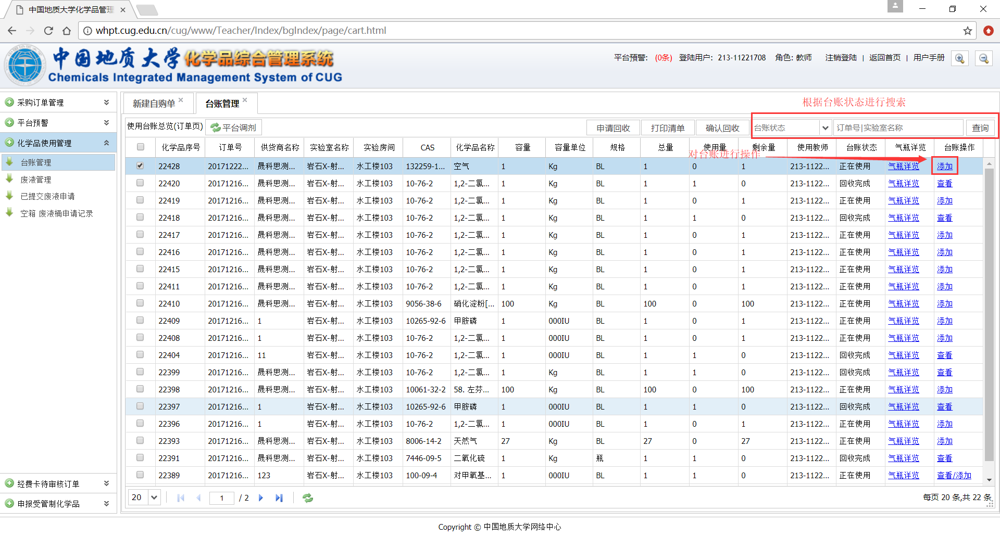 中国地质大学化学品管理
whpt.cug.edu.cn/cug/www/Teacher/Index/bgIndex/page/cart.html
中国地质大学化学品综合管理系统
Chemicals Integrated Management System of CUG
平台预警: (0条) 登陆用户: 213-11221708 角色: 教师 注销登陆 | 返回首页 | 用户手册
采购订单管理
平台预警
化学品使用管理
台账管理
废液管理
已提交废液申请
空箱 废液桶申请记录
经费卡待审核订单
申报受管制化学品
新建自购单 台账管理
根据台账状态进行搜索
使用台账总览(订单页) 平台调剂 申请回收 打印清单 确认回收 台账状态 订单号|实验室名称 查询
化学品序号 订单号 供货商名称 实验室名称 实验房间 CAS 化学品名称 容量 容量单位 规格 总量 使用量 剩余量 使用教师 台账状态 气瓶详览 台账操作
对台账进行操作
22428 20171222... 晟科思测... 岩石X-射... 水工楼103 132259-1... 空气 1 Kg BL 1 0 1 213-1122... 正在使用 气瓶详览 添加
22420 20171216... 晟科思测... 岩石X-射... 水工楼103 10-76-2 1,2-二氯... 1 Kg BL 1 1 0 213-1122... 回收完成 气瓶详览 查看
22419 20171216... 晟科思测... 岩石X-射... 水工楼103 10-76-2 1,2-二氯... 1 Kg BL 1 0 1 213-1122... 正在使用 气瓶详览 添加
22418 20171216... 晟科思测... 岩石X-射... 水工楼103 10-76-2 1,2-二氯... 1 Kg BL 1 1 0 213-1122... 回收完成 气瓶详览 查看
22417 20171216... 晟科思测... 岩石X-射... 水工楼103 10-76-2 1,2-二氯... 1 Kg BL 1 0 1 213-1122... 正在使用 气瓶详览 添加
22416 20171216... 晟科思测... 岩石X-射... 水工楼103 10-76-2 1,2-二氯... 1 Kg BL 1 0 1 213-1122... 正在使用 气瓶详览 添加
22415 20171216... 晟科思测... 岩石X-射... 水工楼103 10-76-2 1,2-二氯... 1 Kg BL 1 0 1 213-1122... 正在使用 气瓶详览 添加
22411 20171216... 晟科思测... 岩石X-射... 水工楼103 10-76-2 1,2-二氯... 1 Kg BL 1 0 1 213-1122... 正在使用 气瓶详览 添加
22410 20171216... 晟科思测... 岩石X-射... 水工楼103 9056-38-6 硝化淀粉[... 100 Kg BL 100 0 100 213-1122... 正在使用 气瓶详览 添加
22409 20171216... 1 岩石X-射... 水工楼103 10265-92-6 甲胺磷 1 000IU BL 1 0 1 213-1122... 正在使用 气瓶详览 添加
22408 20171216... 1 岩石X-射... 水工楼103 10-76-2 1,2-二氯... 1 000IU BL 1 0 1 213-1122... 正在使用 气瓶详览 添加
22404 20171216... 11 岩石X-射... 水工楼103 10-76-2 1,2-二氯... 1 000IU BL 1 1 0 213-1122... 回收完成 气瓶详览 查看
22399 20171216... 晟科思测... 岩石X-射... 水工楼103 10-76-2 1,2-二氯... 1 Kg BL 1 1 0 213-1122... 回收完成 气瓶详览 查看
22398 20171216... 晟科思测... 岩石X-射... 水工楼103 10061-32-2 58. 左芬... 100 Kg BL 100 0 100 213-1122... 正在使用 气瓶详览 添加
22397 20171216... 1 岩石X-射... 水工楼103 10265-92-6 甲胺磷 1 000IU BL 1 1 0 213-1122... 回收完成 气瓶详览 查看
22396 20171216... 1 岩石X-射... 水工楼103 10-76-2 1,2-二氯... 1 000IU BL 1 0 1 213-1122... 正在使用 气瓶详览 添加
22393 20171216... 晟科思测... 岩石X-射... 水工楼103 8006-14-2 天然气 27 Kg BL 27 0 27 213-1122... 正在使用 气瓶详览 添加
22391 20171216... 晟科思测... 岩石X-射... 水工楼103 7446-09-5 二氧化硫 1 Kg 瓶 1 1 0 213-1122... 回收完成 气瓶详览 查看
22389 20171216... 123 岩石X-射... 水工楼103 100-09-4 对甲氧基... 1 000IU BL 1 1 0 213-1122... 正在使用 气瓶详览 查看/添加
20 1 / 2 每页 20 条,共 22 条
Copyright © 中国地质大学网络中心